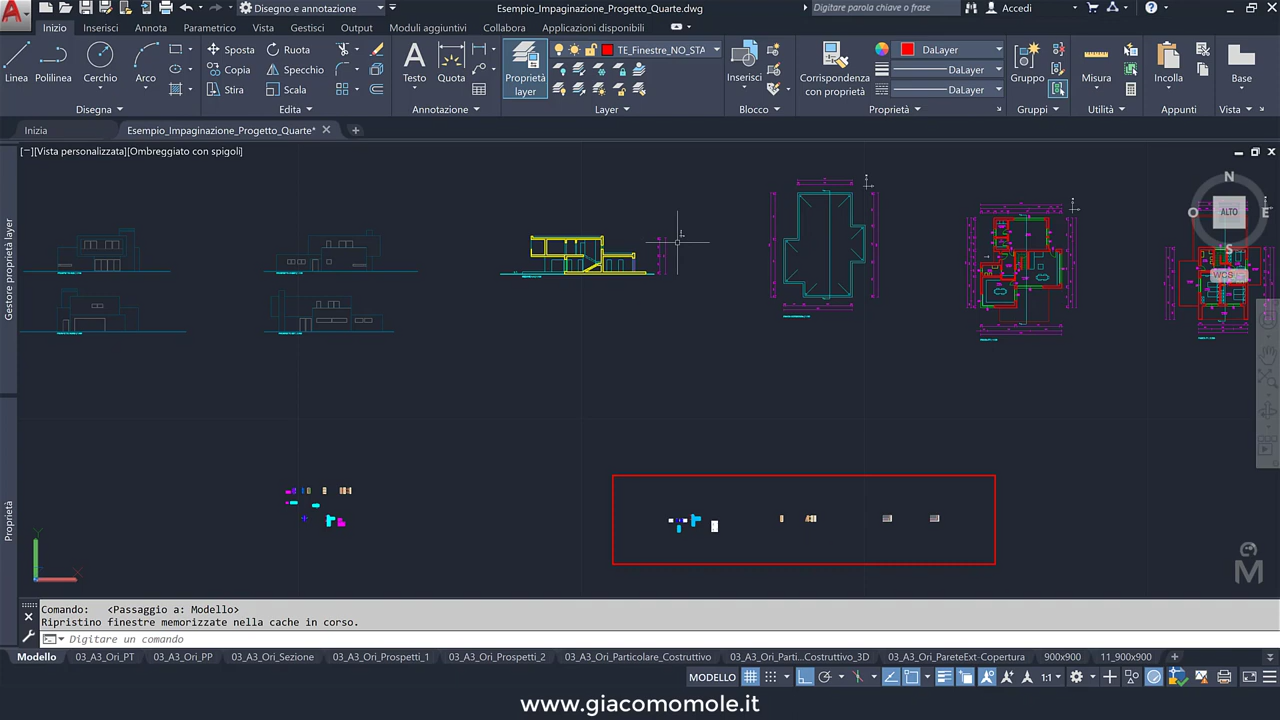 A
Disegno e annotazione
Esempio_Impaginazione_Progetto_Quarte.dwg
Digitare parola chiave o frase
Accedi
?
Inizio
Inserisci
Annota
Parametrico
Vista
Gestisci
Output
Moduli aggiuntivi
Collabora
Applicazioni disponibili
Linea
Polilinea
Cerchio
Arco
Sposta
Copia
Stira
Ruota
Specchio
Scala
Testo
Quota
Proprietà layer
TE_Finestre_NO_STA
Inserisci
Corrispondenza con proprietà
DaLayer
DaLayer
DaLayer
Gruppo
Misura
Incolla
Base
Disegna
Edita
Annotazione
Layer
Blocco
Proprietà
Gruppi
Utilità
Appunti
Vista
Inizia
Esempio_Impaginazione_Progetto_Quarte*
[−][Vista personalizzata][Ombreggiato con spigoli]
N
O
ALTO
E
S
WCS
Gestore proprietà layer
Proprietà
Y
X
M
Comando:   <Passaggio a: Modello>
Ripristino finestre memorizzate nella cache in corso.
Digitare un comando
Modello
03_A3_Ori_PT
03_A3_Ori_PP
03_A3_Ori_Sezione
03_A3_Ori_Prospetti_1
03_A3_Ori_Prospetti_2
03_A3_Ori_Particolare_Costruttivo
03_A3_Ori_Parti...Costruttivo_3D
03_A3_Ori_PareteExt-Copertura
900x900
11_900x900
MODELLO
1:1
www.giacomomole.it